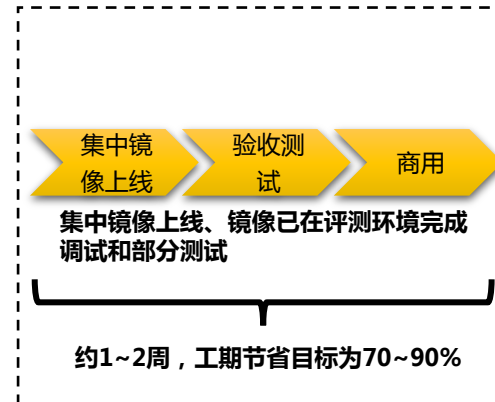 集中镜
像上线
验收测
试
商用
集中镜像上线、镜像已在评测环境完成
调试和部分测试
约1~2周，工期节省目标为70~90%